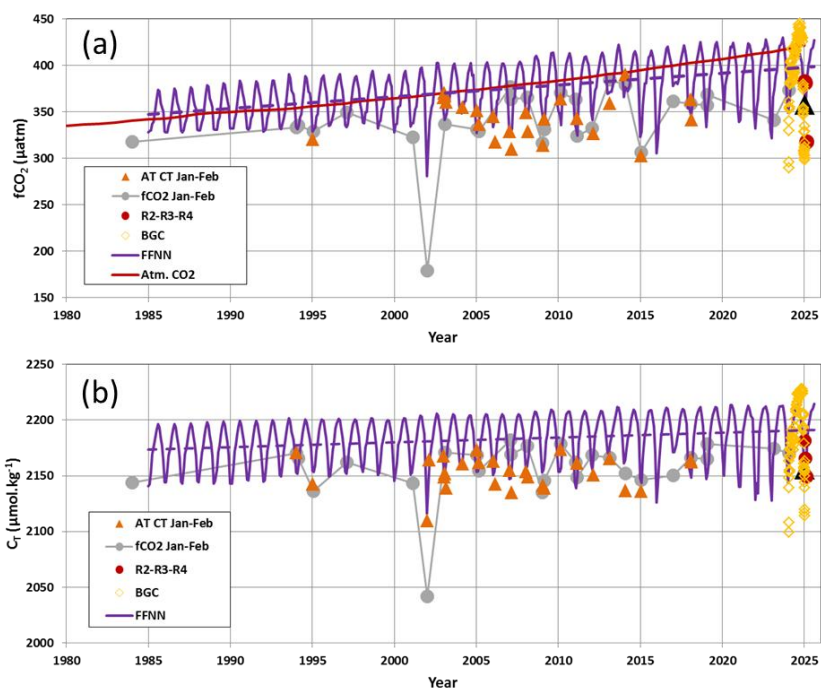 (a)
450
400
350
300
250
200
150
fCO2 (µatm)
AT CT Jan-Feb
fCO2 Jan-Feb
R2-R3-R4
BGC
FFNN
Atm. CO2
1980 1985 1990 1995 2000 2005 2010 2015 2020 2025
Year
(b)
2250
2200
2150
2100
2050
2000
CT (µmol.kg-1)
AT CT Jan-Feb
fCO2 Jan-Feb
R2-R3-R4
BGC
FFNN
1980 1985 1990 1995 2000 2005 2010 2015 2020 2025
Year